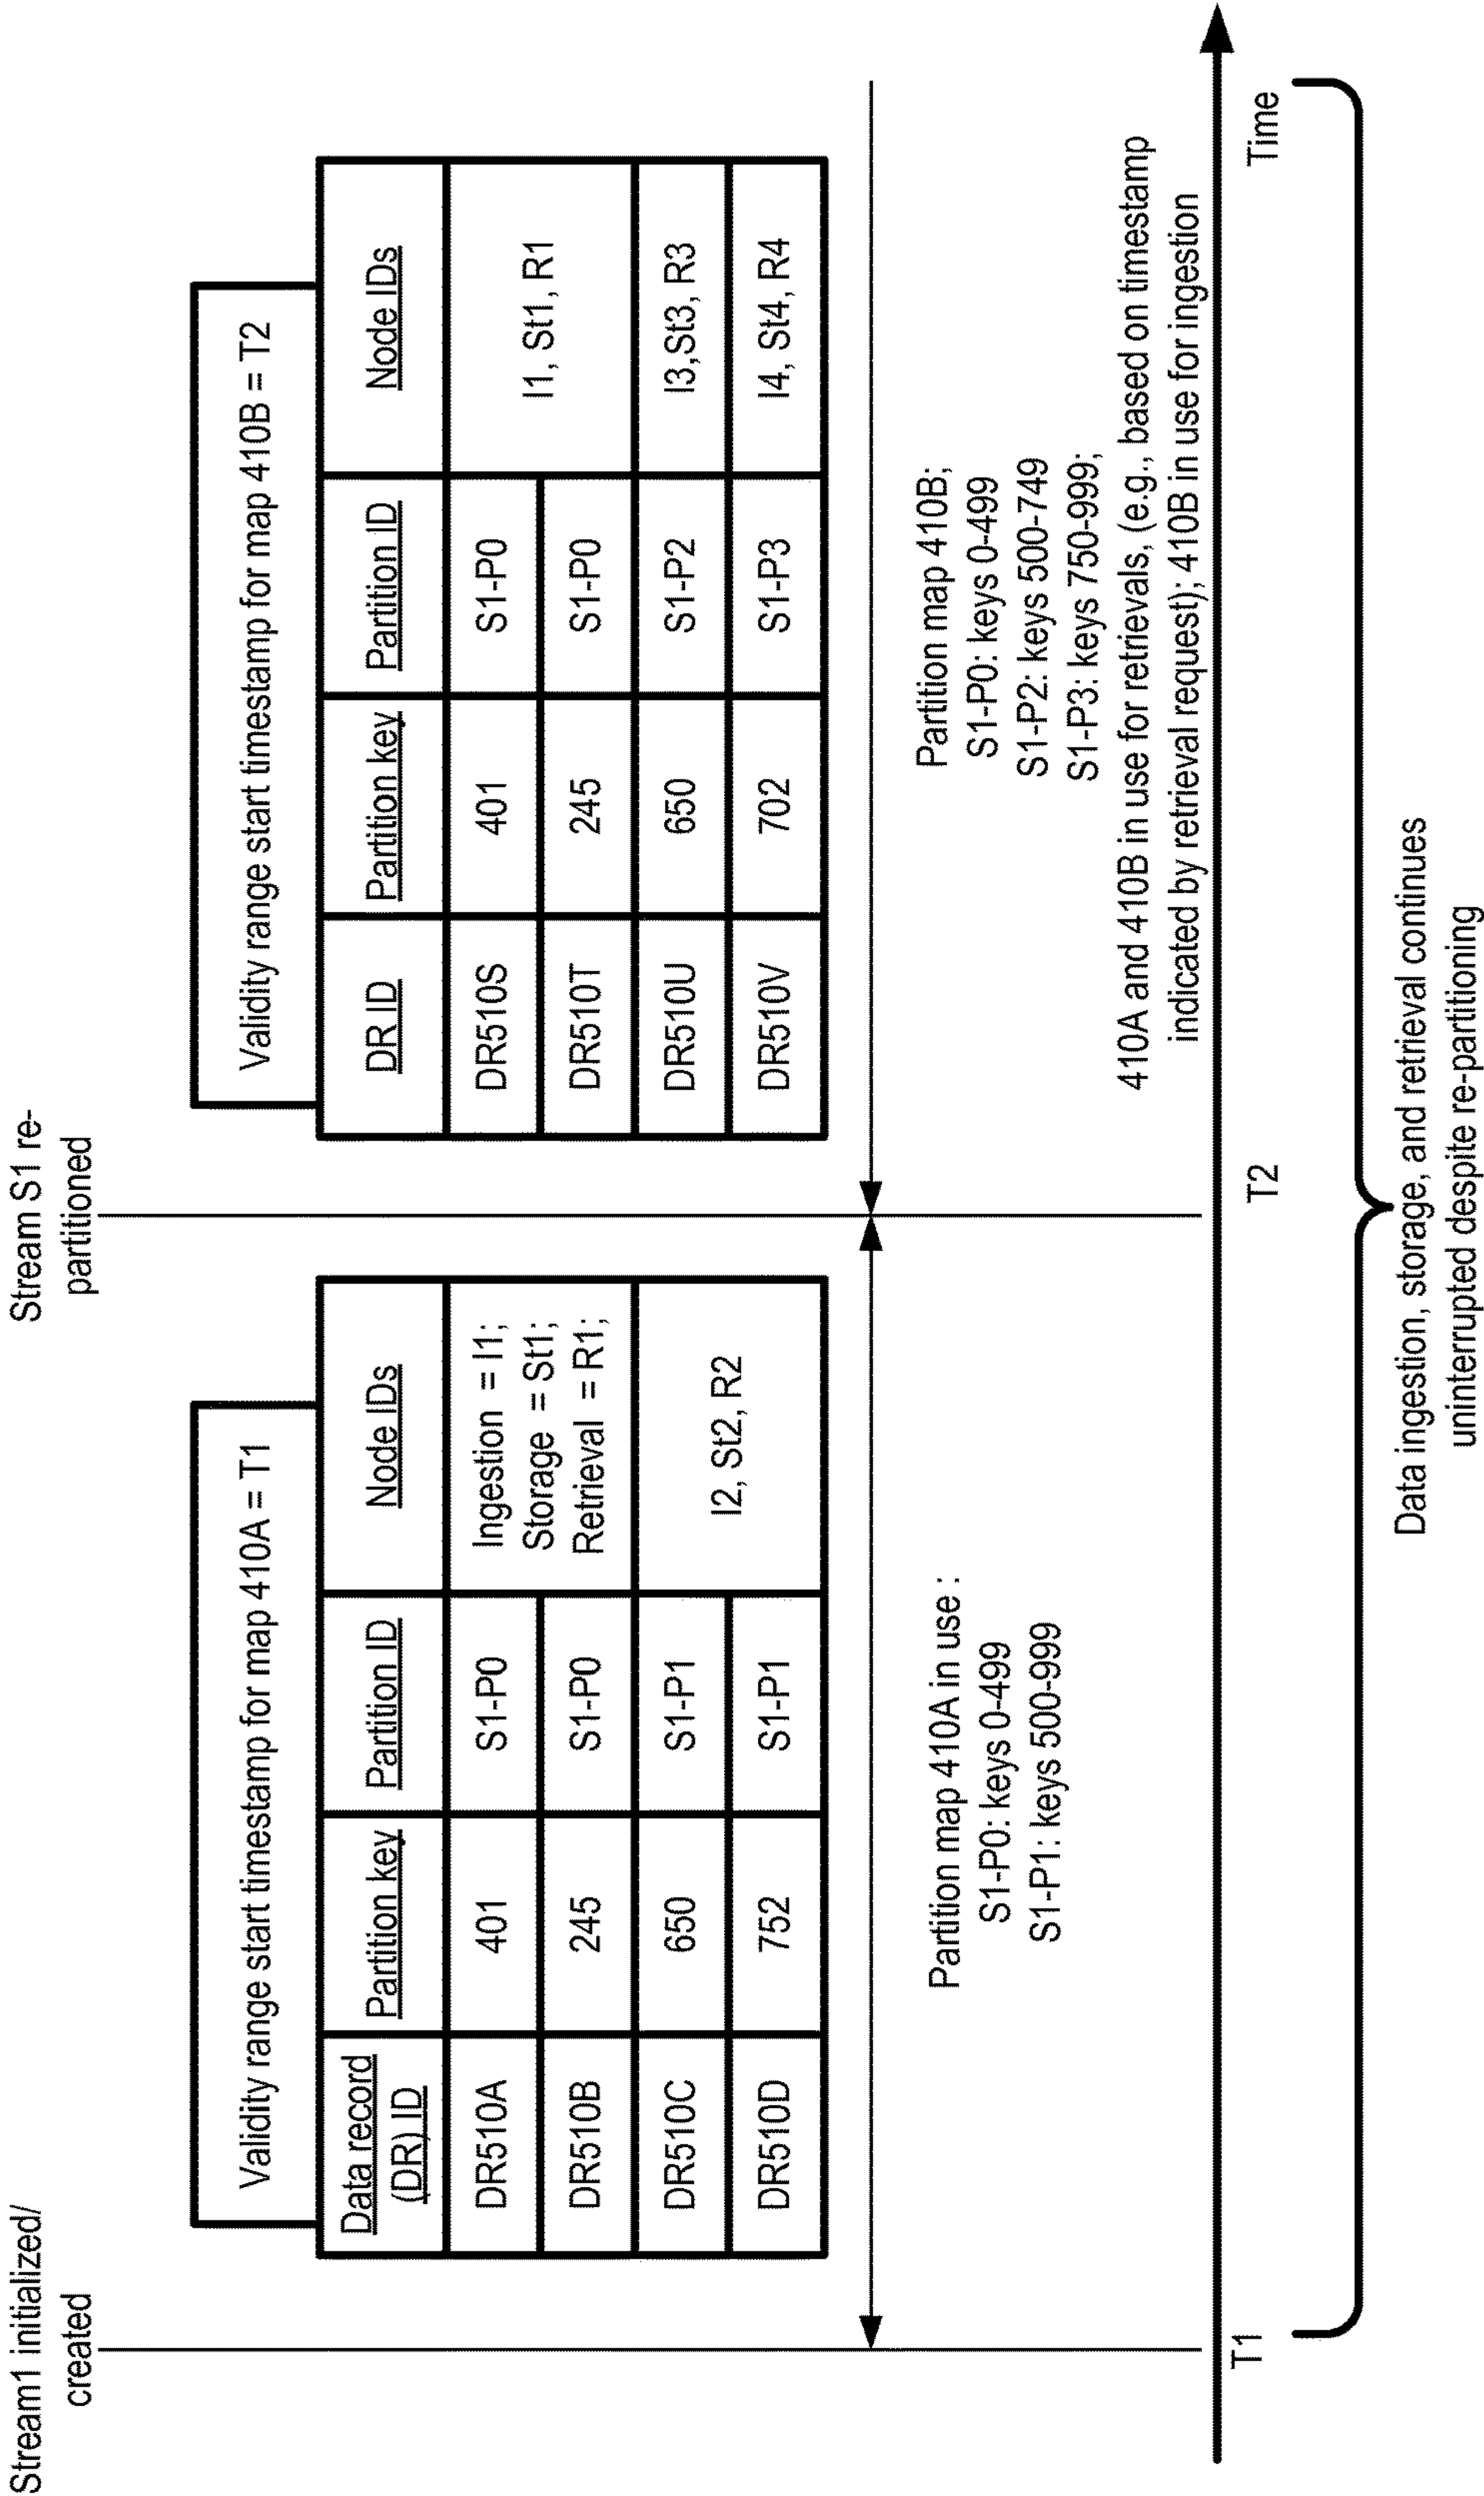 Stream1 initialized/
created
Stream S1 re-
partitioned
Validity range start timestamp for map 410A = T1
Data record
(DR) ID
Partition key
Partition ID
Node IDs
DR510A
401
S1-P0
Ingestion = I1;
Storage = St1;
Retrieval = R1;
DR510B
245
S1-P0
DR510C
650
S1-P1
I2, St2, R2
DR510D
752
S1-P1
Validity range start timestamp for map 410B = T2
DR ID
Partition key
Partition ID
Node IDs
DR510S
401
S1-P0
I1, St1, R1
DR510T
245
S1-P0
DR510U
650
S1-P2
I3,St3, R3
DR510V
702
S1-P3
I4, St4, R4
Partition map 410A in use :
S1-P0: keys 0-499
S1-P1: keys 500-999
Partition map 410B;
S1-P0: keys 0-499
S1-P2: keys 500-749
S1-P3: keys 750-999;
410A and 410B in use for retrievals, (e.g., based on timestamp
indicated by retrieval request); 410B in use for ingestion
T1
T2
Time
Data ingestion, storage, and retrieval continues
uninterrupted despite re-partitioning